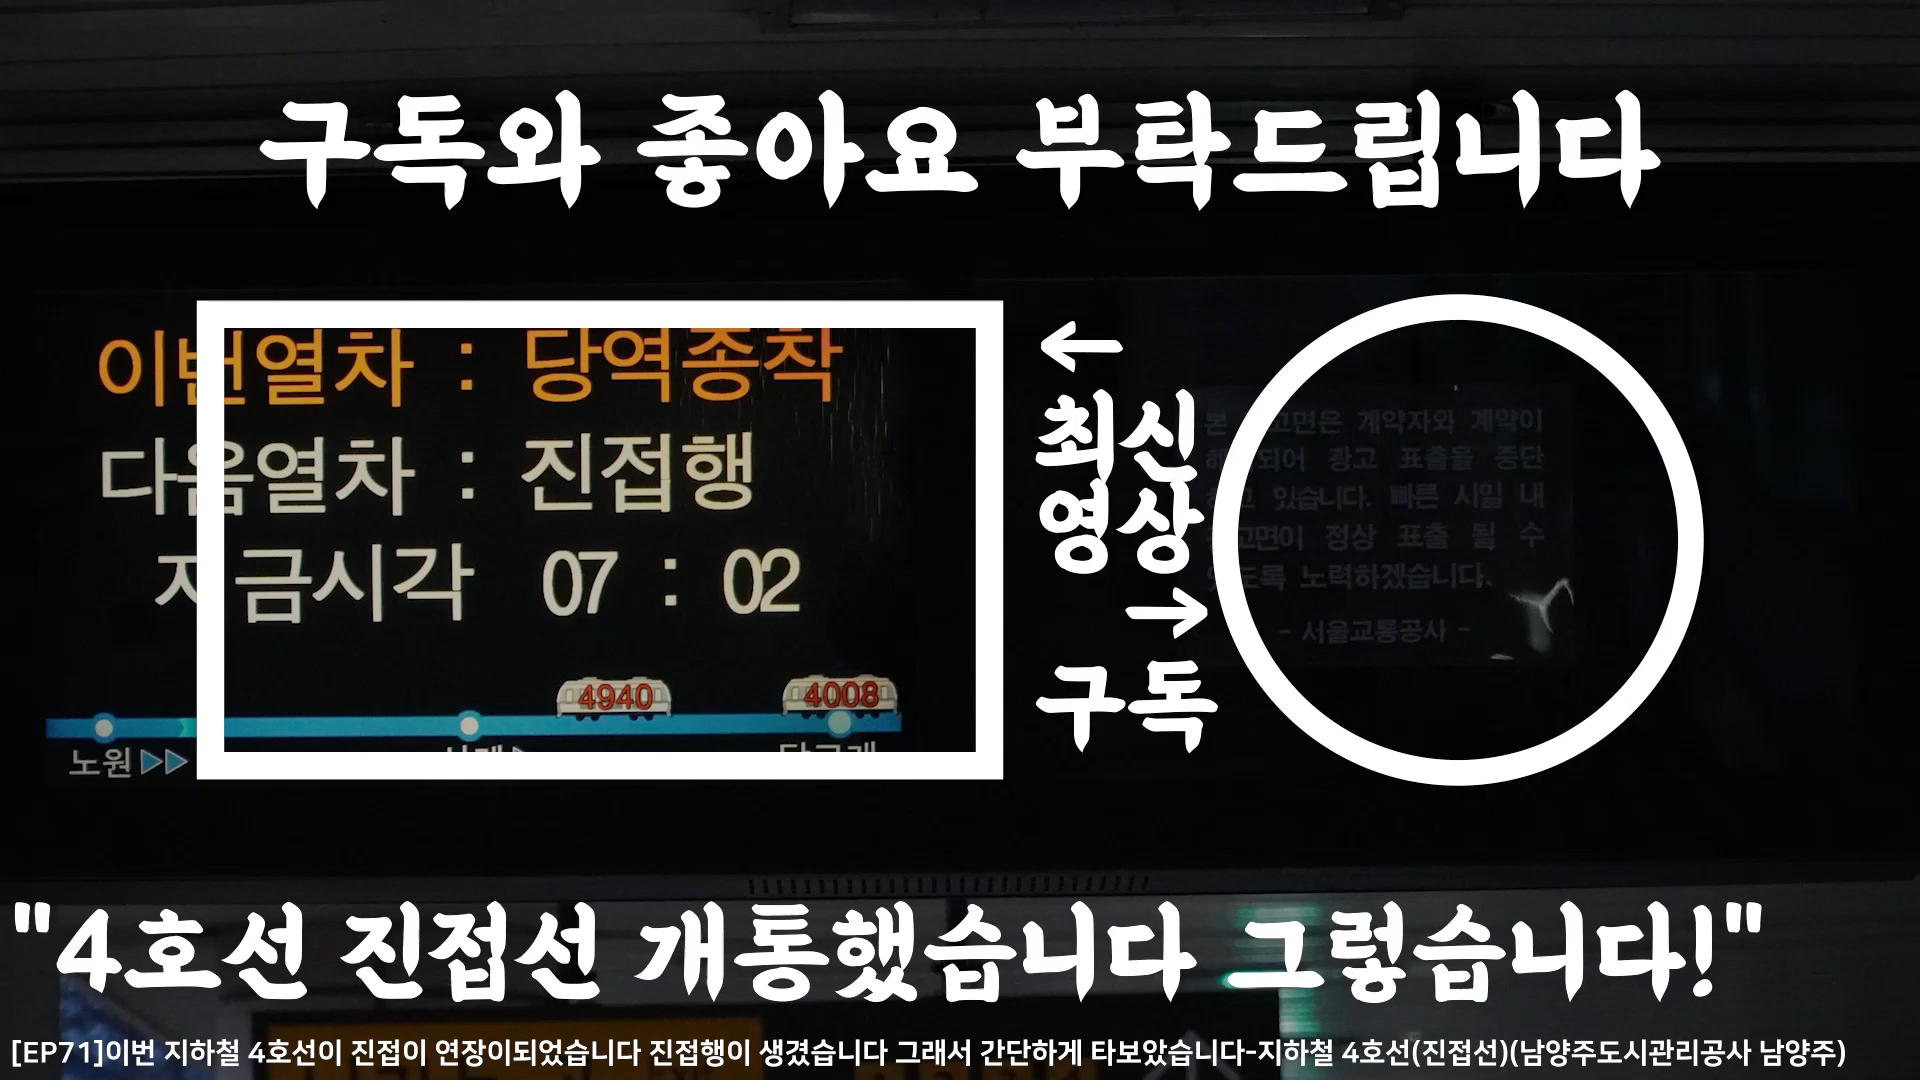 구독와 좋아요 부탁드립니다
이번열차 : 당역종착
다음열차 : 진접행
지금시각 07 : 02
4940 4008
노원
←
최신
영상
→
구독
본 광고면은 계약자와 계약이
해지되어 광고 표출을 중단
하고 있습니다. 빠른 시일 내
광고면이 정상 표출 될 수
있도록 노력하겠습니다.
- 서울교통공사 -
"4호선 진접선 개통했습니다 그렇습니다!"
[EP71]이번 지하철 4호선이 진접이 연장이되었습니다 진접행이 생겼습니다 그래서 간단하게 타보았습니다-지하철 4호선(진접선)(남양주도시관리공사 남양주)